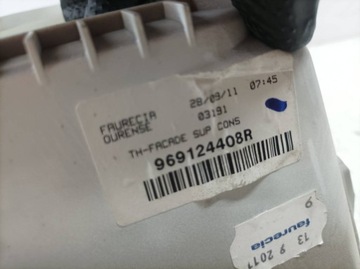 FAURECIA 28/09/11 07:45
OURENSE 03191
TH-FACADE SUP CONS
969124408R
faurecia
13 9 2011